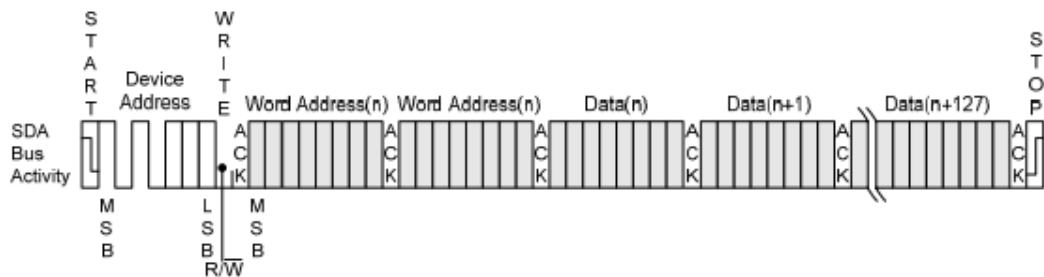 START
WRITE
STOP
Device
Address
Word Address(n)
Word Address(n)
Data(n)
Data(n+1)
Data(n+127)
SDA
Bus
Activity
ACK
ACK
ACK
ACK
ACK
ACK
MSB
LSB
MSB
R/W̅